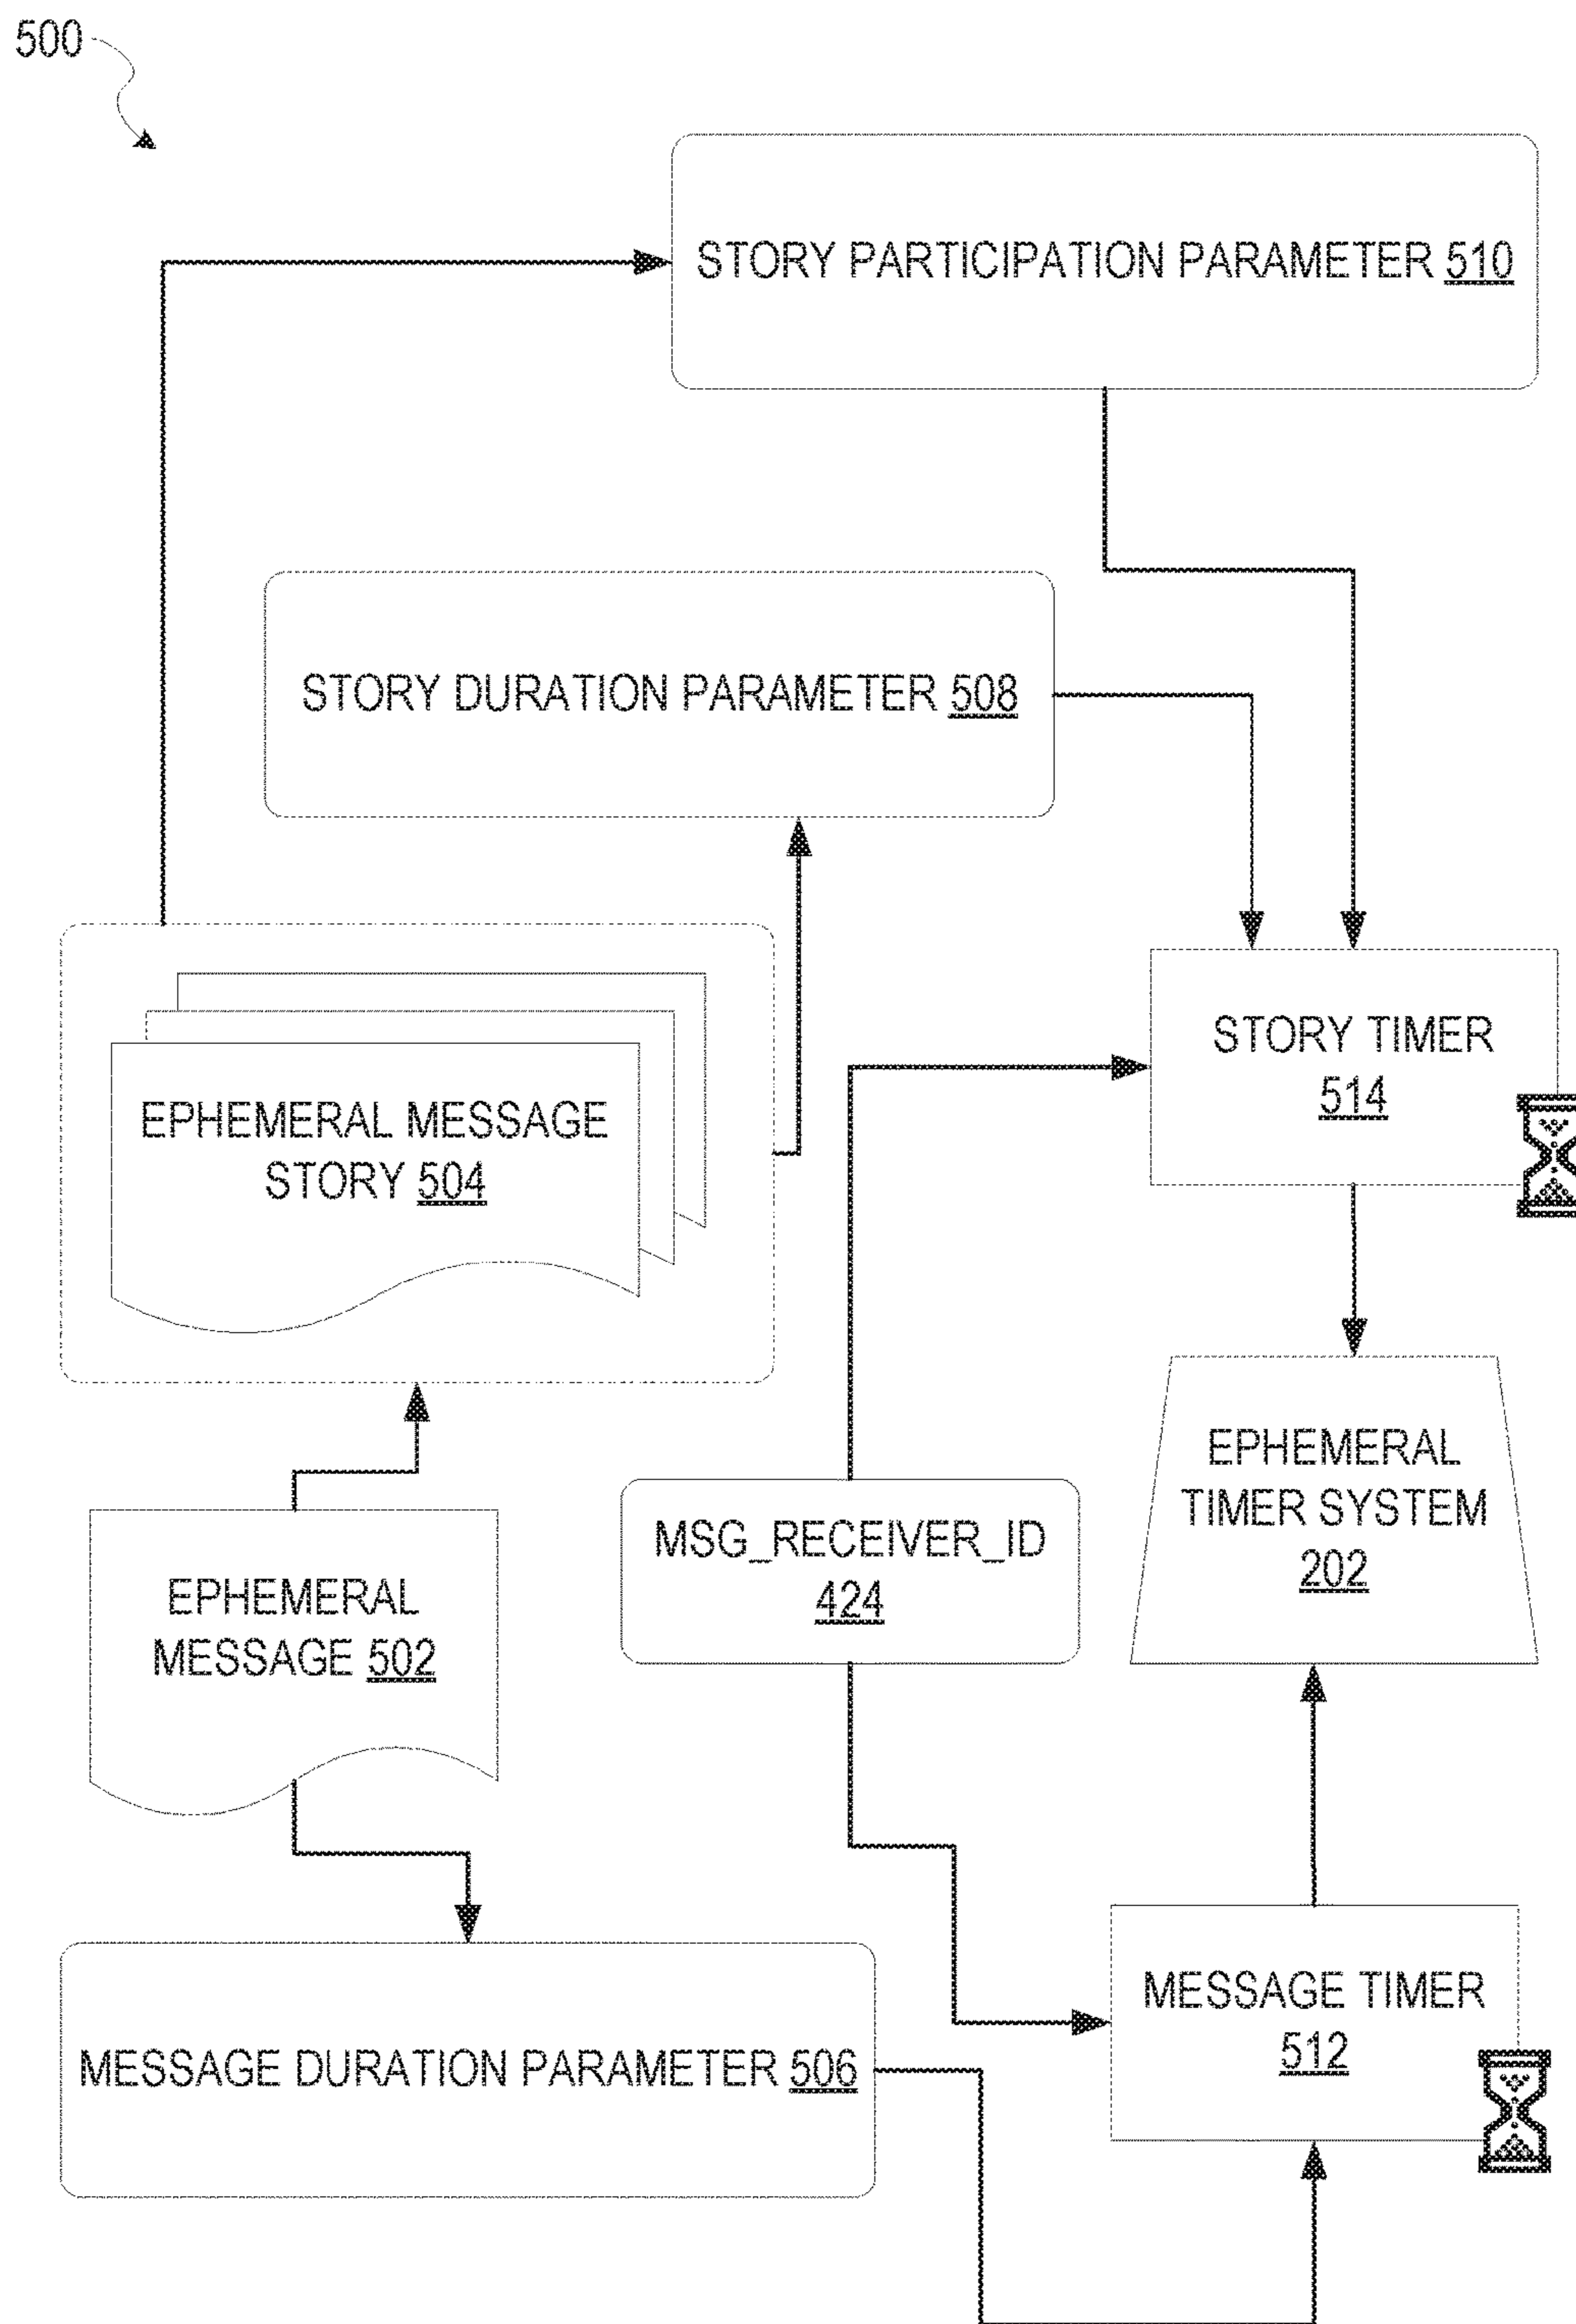 500
STORY PARTICIPATION PARAMETER 510
STORY DURATION PARAMETER 508
STORY TIMER
514
EPHEMERAL MESSAGE
STORY 504
EPHEMERAL
TIMER SYSTEM
202
MSG_RECEIVER_ID
424
EPHEMERAL
MESSAGE 502
MESSAGE TIMER
512
MESSAGE DURATION PARAMETER 506